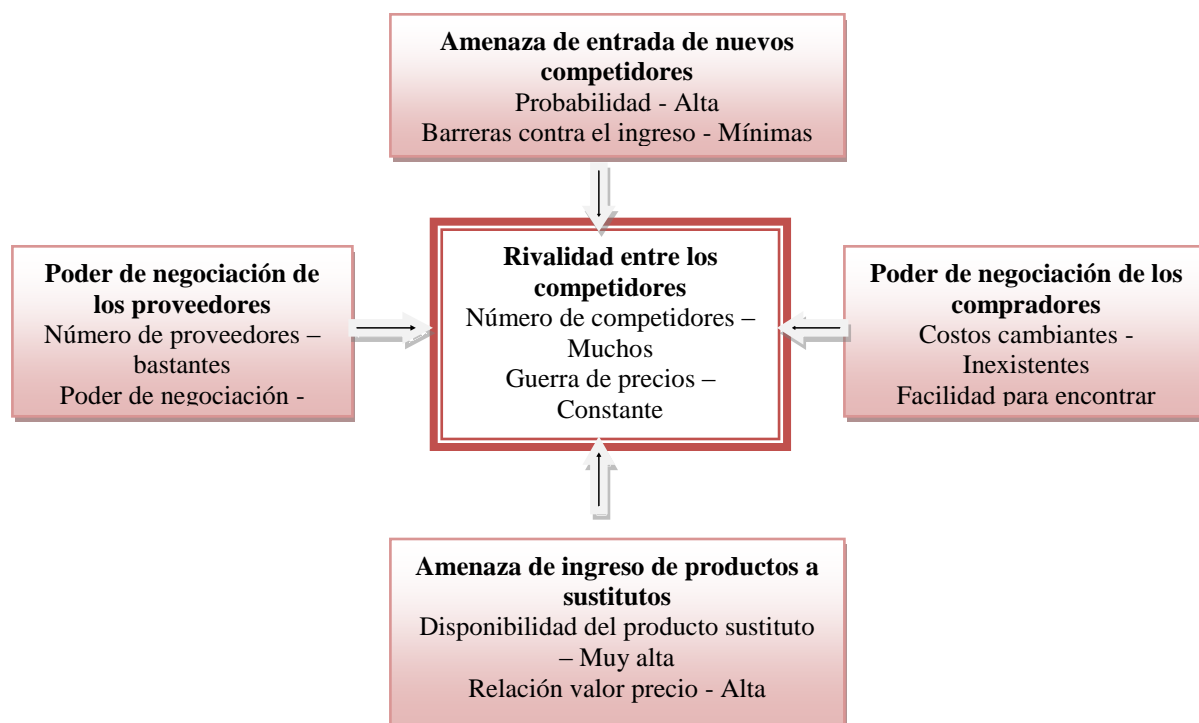 Amenaza de entrada de nuevos
competidores
Probabilidad - Alta
Barreras contra el ingreso - Mínimas
Poder de negociación de
los proveedores
Número de proveedores –
bastantes
Poder de negociación -
Rivalidad entre los
competidores
Número de competidores –
Muchos
Guerra de precios –
Constante
Poder de negociación de los
compradores
Costos cambiantes -
Inexistentes
Facilidad para encontrar
Amenaza de ingreso de productos a
sustitutos
Disponibilidad del producto sustituto
– Muy alta
Relación valor precio - Alta